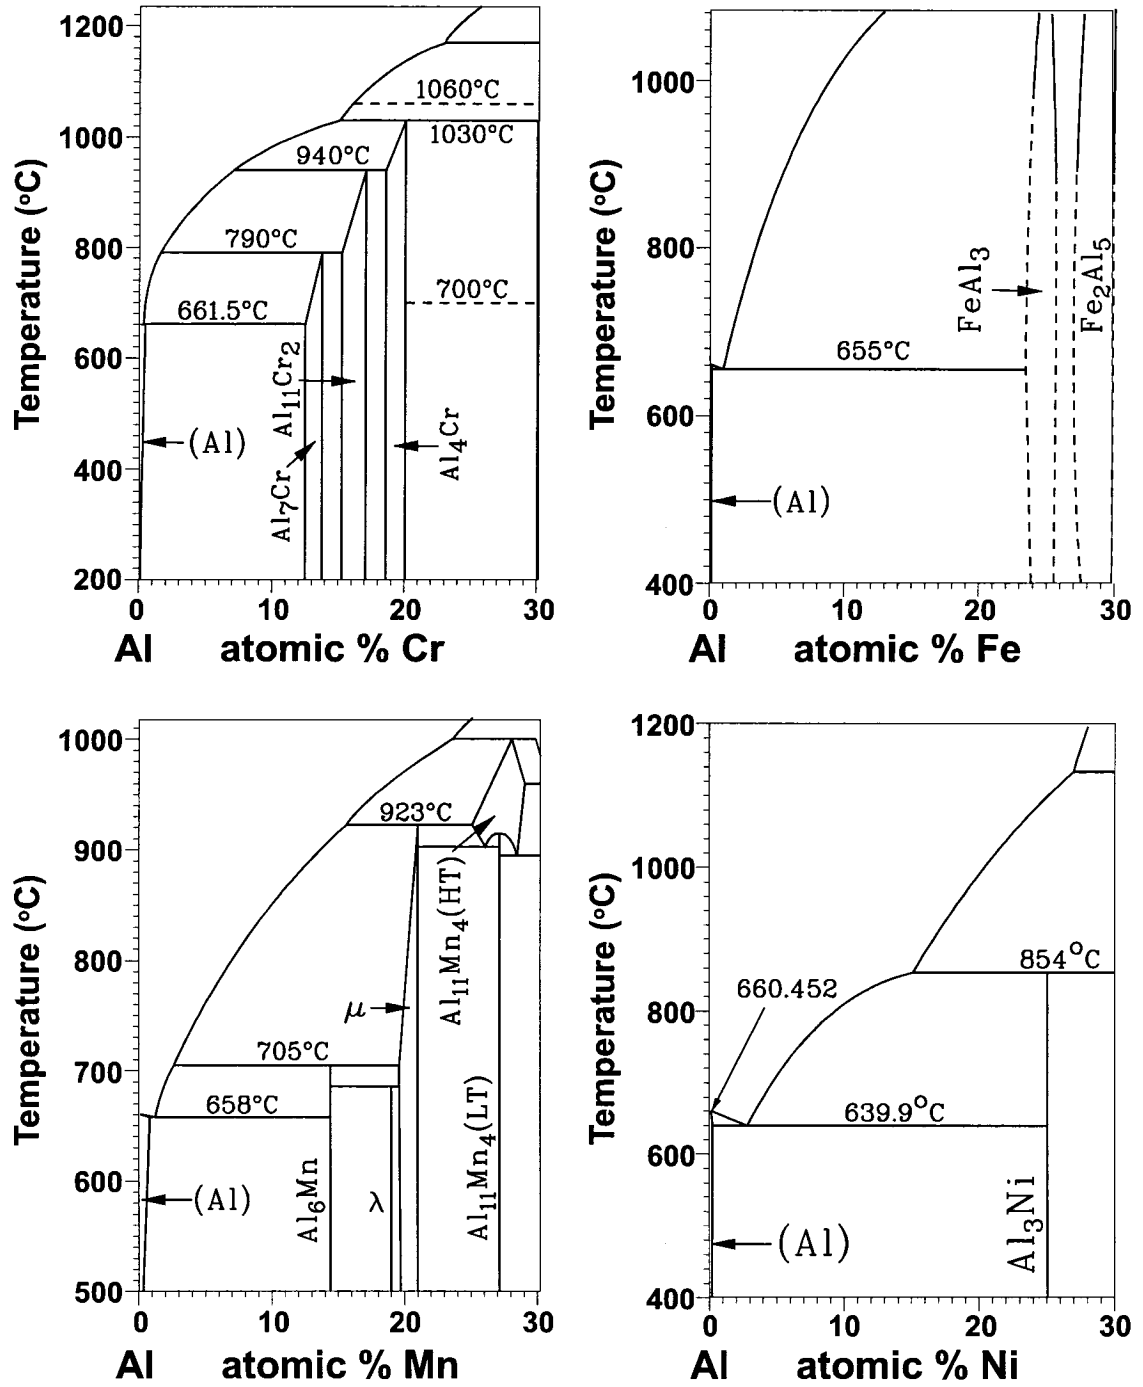 1200
1000
800
600
400
200
Temperature (°C)
1060°C
1030°C
940°C
790°C
700°C
661.5°C
(Al)
Al7Cr
Al11Cr2
Al4Cr
0 10 20 30
Al atomic % Cr
1000
800
600
400
Temperature (°C)
655°C
FeAl3
Fe2Al5
(Al)
0 10 20 30
Al atomic % Fe
1000
900
800
700
600
500
Temperature (°C)
923°C
705°C
658°C
μ
(Al)
Al6Mn
λ
Al11Mn4(HT)
Al11Mn4(LT)
0 10 20 30
Al atomic % Mn
1200
1000
800
600
400
Temperature (°C)
854°C
660.452
639.9°C
(Al)
Al3Ni
0 10 20 30
Al atomic % Ni